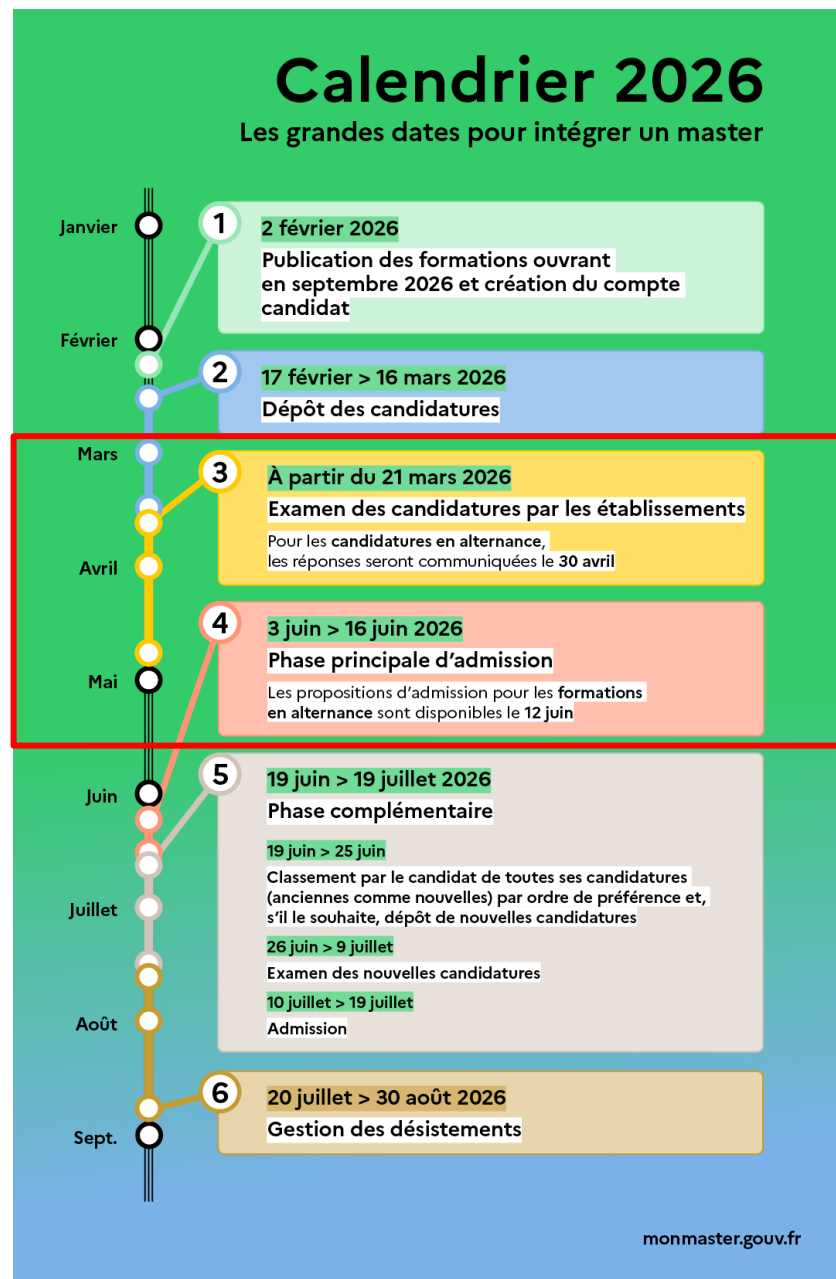 Calendrier 2026
Les grandes dates pour intégrer un master
Janvier
Février
Mars
Avril
Mai
Juin
Juillet
Août
Sept.
1
2 février 2026
Publication des formations ouvrant
en septembre 2026 et création du compte
candidat
2
17 février > 16 mars 2026
Dépôt des candidatures
3
À partir du 21 mars 2026
Examen des candidatures par les établissements
Pour les candidatures en alternance,
les réponses seront communiquées le 30 avril
4
3 juin > 16 juin 2026
Phase principale d’admission
Les propositions d’admission pour les formations
en alternance sont disponibles le 12 juin
5
19 juin > 19 juillet 2026
Phase complémentaire
19 juin > 25 juin
Classement par le candidat de toutes ses candidatures
(anciennes comme nouvelles) par ordre de préférence et,
s’il le souhaite, dépôt de nouvelles candidatures
26 juin > 9 juillet
Examen des nouvelles candidatures
10 juillet > 19 juillet
Admission
6
20 juillet > 30 août 2026
Gestion des désistements
monmaster.gouv.fr